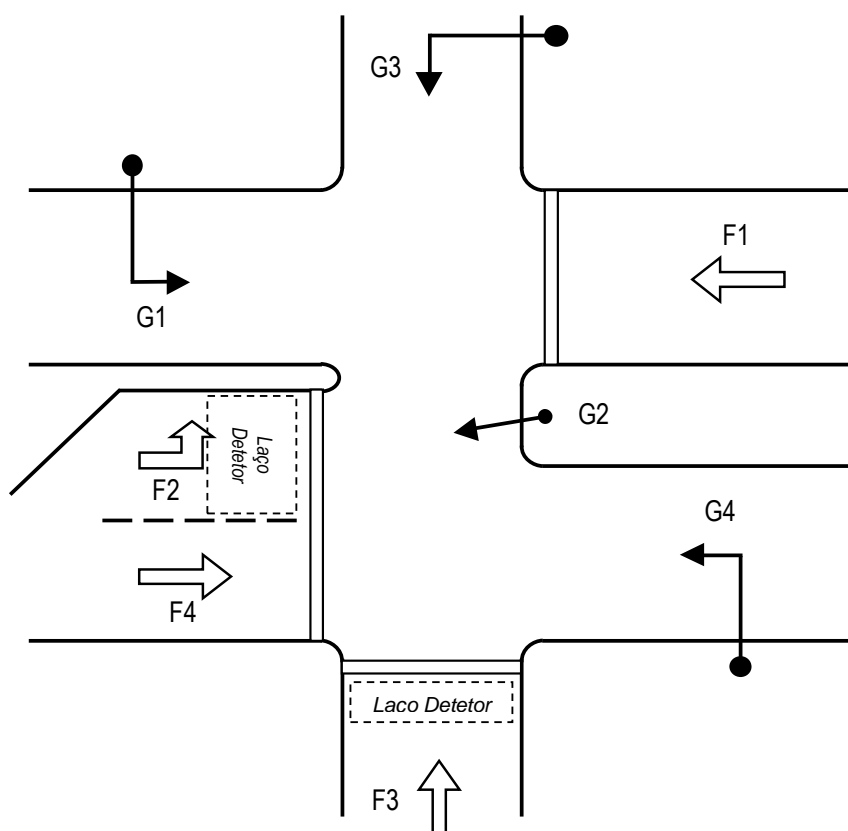 G3
F1
G1
Laço
Detetor
G2
F2
G4
F4
Laco Detetor
F3